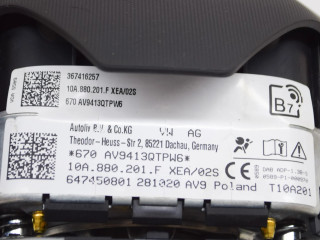 367416257
10A.880.201.F XEA/02S
670 AV9413QTPW6
B7
Autoliv B.V. & Co.KG VW AG
Theodor-Heuss-Str 2, 85221 Dachau, Germany
*670 AV9413QTPW6*
10A.880.201.F XEA/02S
647450801 281020 AV9 Poland T10A201